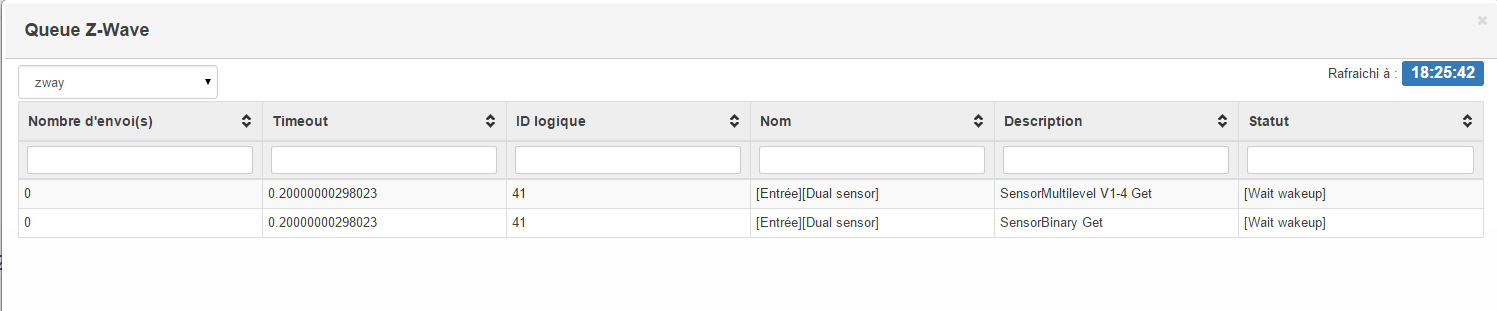 Queue Z-Wave
×
zway
Rafraichi à : 18:25:42
Nombre d'envoi(s) Timeout ID logique Nom Description Statut
0 0.20000000298023 41 [Entrée][Dual sensor] SensorMultilevel V1-4 Get [Wait wakeup]
0 0.20000000298023 41 [Entrée][Dual sensor] SensorBinary Get [Wait wakeup]